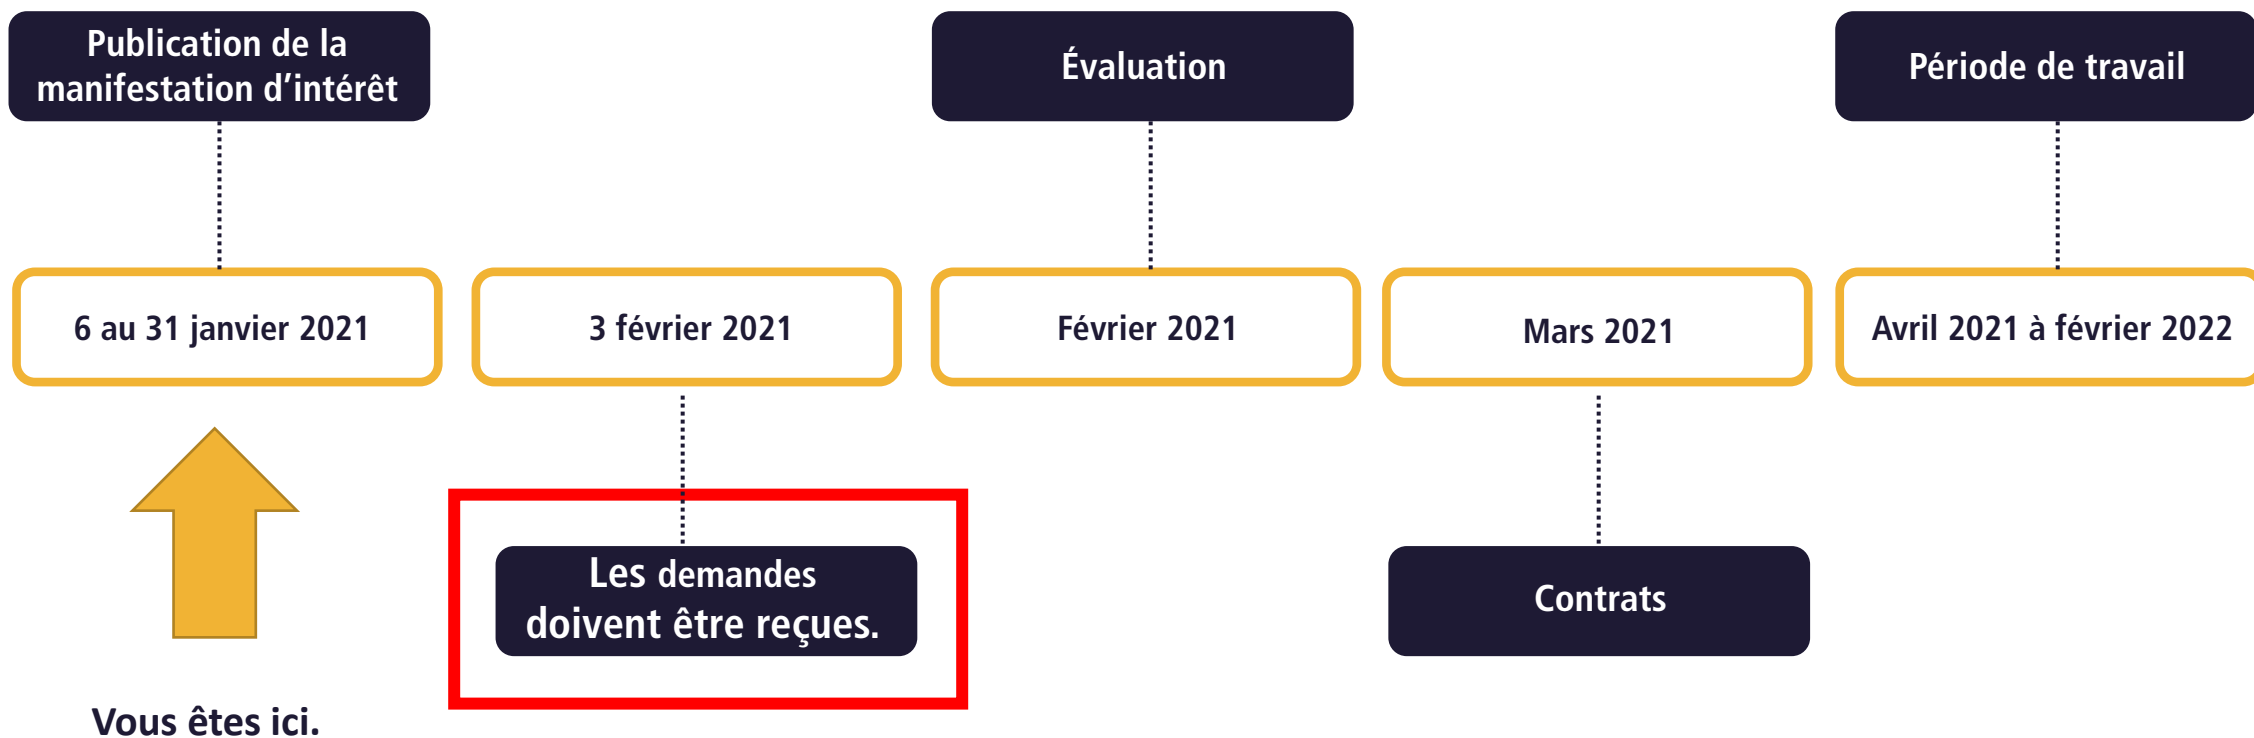 Publication de la
manifestation d’intérêt
Évaluation
Période de travail
6 au 31 janvier 2021
3 février 2021
Février 2021
Mars 2021
Avril 2021 à février 2022
Les demandes
doivent être reçues.
Contrats
Vous êtes ici.